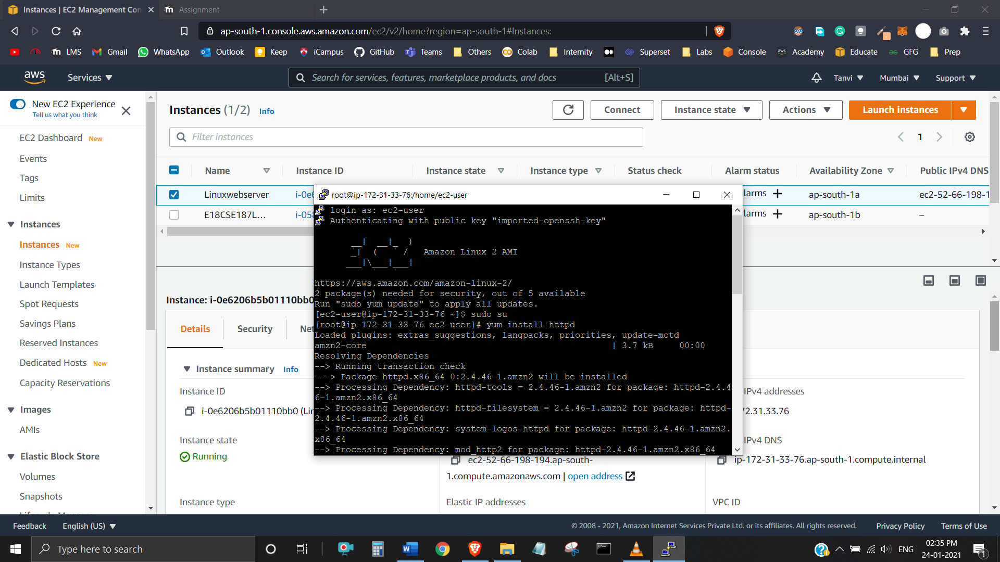 Instances | EC2 Management Con
Assignment
ap-south-1.console.aws.amazon.com/ec2/v2/home?region=ap-south-1#Instances:
LMS
Gmail
WhatsApp
Outlook
Keep
iCampus
GitHub
Teams
Others
Colab
Internity
Superset
Labs
Console
Academy
Educate
GFG
Prep
aws
Services
Search for services, features, marketplace products, and docs
[Alt+S]
Tanvi
Mumbai
Support
New EC2 Experience
Tell us what you think
EC2 Dashboard New
Events
Tags
Limits
Instances
Instances New
Instance Types
Launch Templates
Spot Requests
Savings Plans
Reserved Instances
Dedicated Hosts New
Capacity Reservations
Images
AMIs
Elastic Block Store
Volumes
Snapshots
Instances (1/2) Info
Connect
Instance state
Actions
Launch instances
Filter instances
1
Name
Instance ID
Instance state
Instance type
Status check
Alarm status
Availability Zone
Public IPv4 DNS
Linuxwebserver
i-0e6
larms +
ap-south-1a
ec2-52-66-198-1
E18CSE187L...
i-058
larms +
ap-south-1b
–
root@ip-172-31-33-76:/home/ec2-user
login as: ec2-user
Authenticating with public key "imported-openssh-key"
       __|  __|_  )
       _|  (     /   Amazon Linux 2 AMI
      ___|\___|___|
https://aws.amazon.com/amazon-linux-2/
2 package(s) needed for security, out of 5 available
Run "sudo yum update" to apply all updates.
[ec2-user@ip-172-31-33-76 ~]$ sudo su
[root@ip-172-31-33-76 ec2-user]# yum install httpd
Loaded plugins: extras_suggestions, langpacks, priorities, update-motd
amzn2-core | 3.7 kB 00:00
Resolving Dependencies
--> Running transaction check
---> Package httpd.x86_64 0:2.4.46-1.amzn2 will be installed
--> Processing Dependency: httpd-tools = 2.4.46-1.amzn2 for package: httpd-2.4.4
6-1.amzn2.x86_64
--> Processing Dependency: httpd-filesystem = 2.4.46-1.amzn2 for package: httpd-
2.4.46-1.amzn2.x86_64
--> Processing Dependency: system-logos-httpd for package: httpd-2.4.46-1.amzn2.
x86_64
--> Processing Dependency: mod_http2 for package: httpd-2.4.46-1.amzn2.x86_64
Instance: i-0e6206b5b01110bb0
Details
Security
Net
Instance summary Info
Instance ID
i-0e6206b5b01110bb0 (Lin
IPv4 addresses
72.31.33.76
Instance state
Running
IPv4 DNS
ec2-52-66-198-194.ap-south-
1.compute.amazonaws.com | open address
ip-172-31-33-76.ap-south-1.compute.internal
Instance type
Elastic IP addresses
VPC ID
Feedback
English (US)
© 2008 - 2021, Amazon Internet Services Private Ltd. or its affiliates. All rights reserved.
Privacy Policy
Terms of Use
Type here to search
ENG
02:35 PM
24-01-2021
1